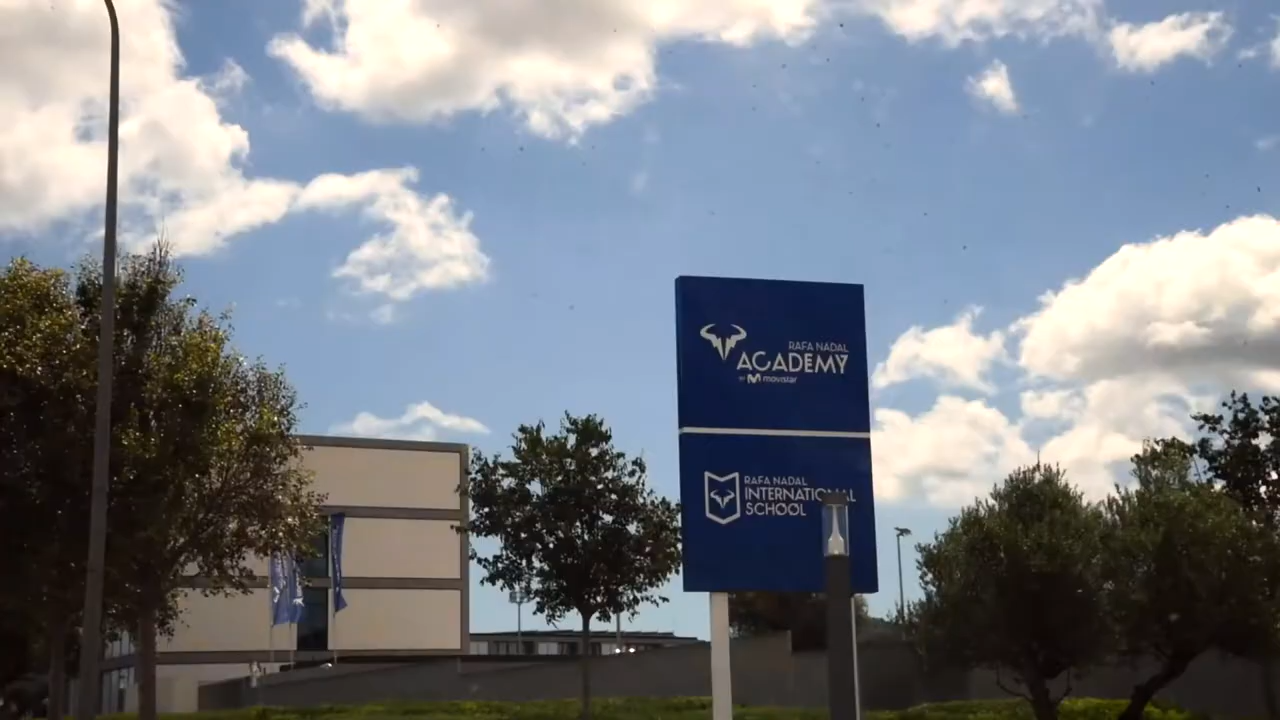 RAFA NADAL
ACADEMY
BY movistar
RAFA NADAL
INTERNATIONAL
SCHOOL